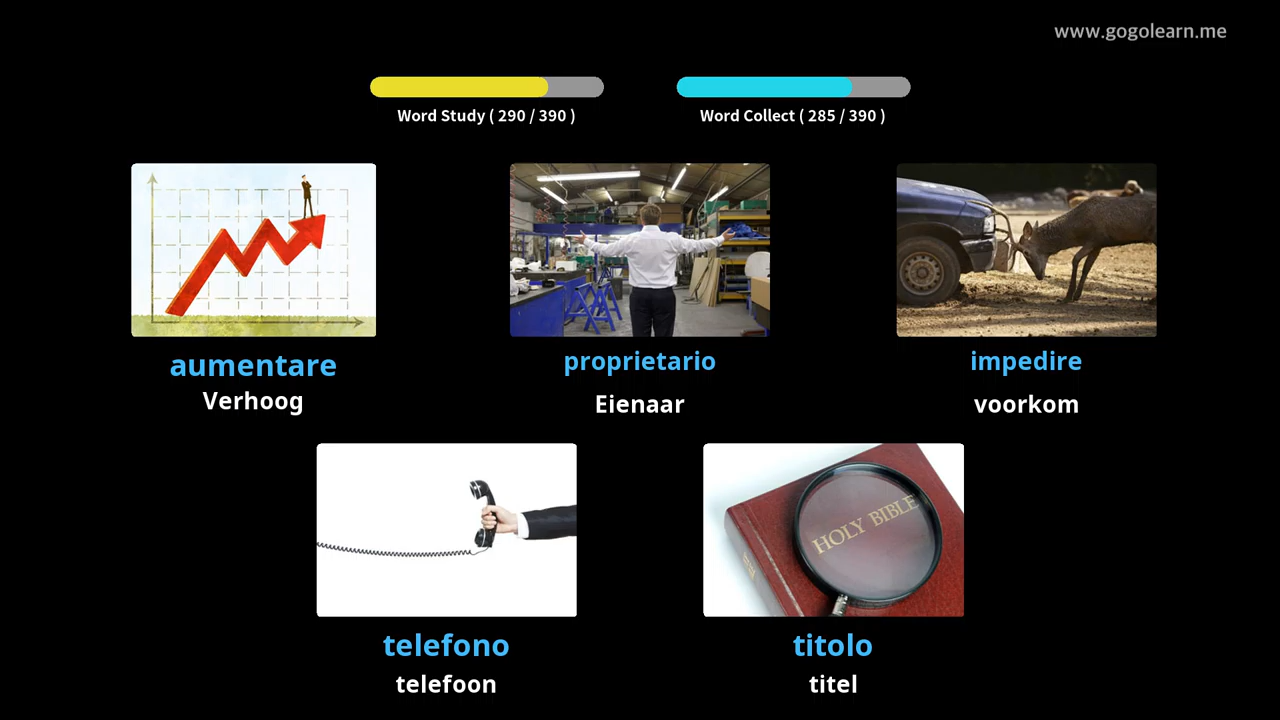 www.gogolearn.me
Word Study ( 290 / 390 )
Word Collect ( 285 / 390 )
aumentare
Verhoog
proprietario
Eienaar
impedire
voorkom
HOLY BIBLE
telefono
telefoon
titolo
titel